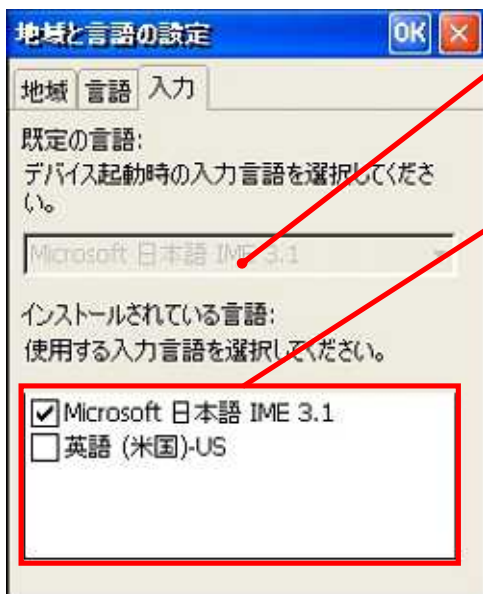 地域と言語の設定 OK
地域 言語 入力
既定の言語:
デバイス起動時の入力言語を選択してくださ
い。
Microsoft 日本語 IME 3.1
インストールされている言語:
使用する入力言語を選択してください。
Microsoft 日本語 IME 3.1
英語 (米国)-US